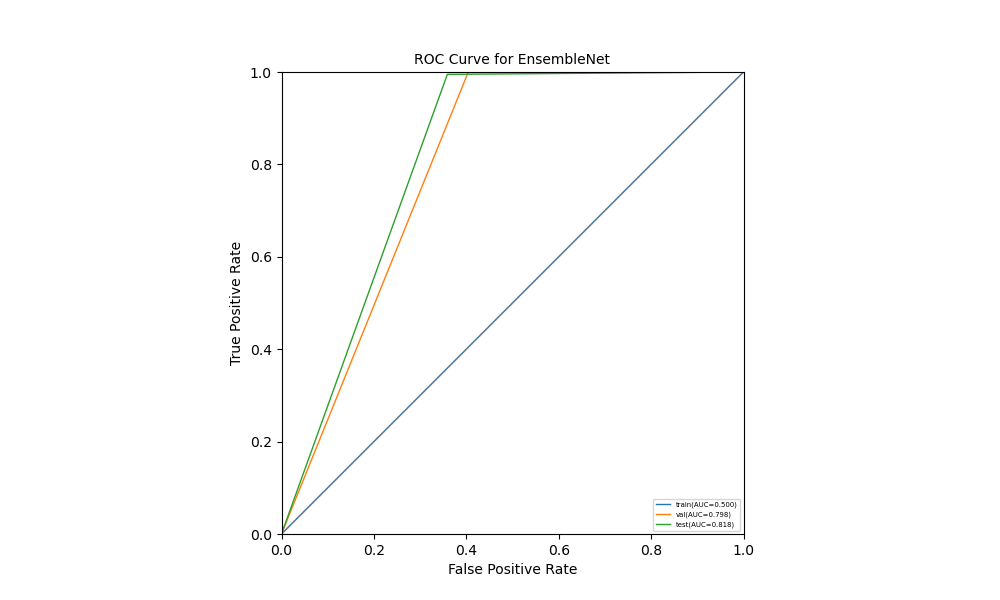 ROC Curve for EnsembleNet
True Positive Rate
1.0
0.8
0.6
0.4
0.2
0.0
0.0 0.2 0.4 0.6 0.8 1.0
False Positive Rate
train(AUC=0.500)
val(AUC=0.798)
test(AUC=0.818)